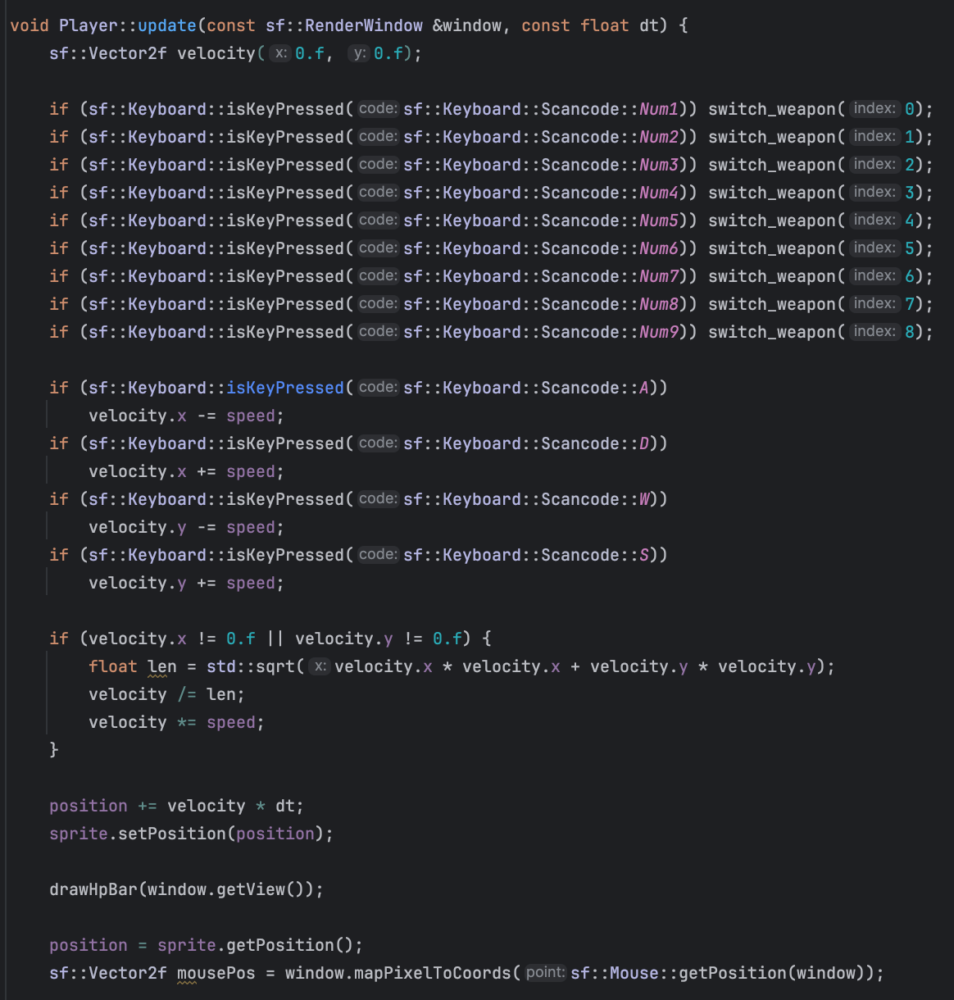 void Player::update(const sf::RenderWindow &window, const float dt) {
    sf::Vector2f velocity( x: 0.f,  y: 0.f);

    if (sf::Keyboard::isKeyPressed( code: sf::Keyboard::Scancode::Num1)) switch_weapon( index: 0);
    if (sf::Keyboard::isKeyPressed( code: sf::Keyboard::Scancode::Num2)) switch_weapon( index: 1);
    if (sf::Keyboard::isKeyPressed( code: sf::Keyboard::Scancode::Num3)) switch_weapon( index: 2);
    if (sf::Keyboard::isKeyPressed( code: sf::Keyboard::Scancode::Num4)) switch_weapon( index: 3);
    if (sf::Keyboard::isKeyPressed( code: sf::Keyboard::Scancode::Num5)) switch_weapon( index: 4);
    if (sf::Keyboard::isKeyPressed( code: sf::Keyboard::Scancode::Num6)) switch_weapon( index: 5);
    if (sf::Keyboard::isKeyPressed( code: sf::Keyboard::Scancode::Num7)) switch_weapon( index: 6);
    if (sf::Keyboard::isKeyPressed( code: sf::Keyboard::Scancode::Num8)) switch_weapon( index: 7);
    if (sf::Keyboard::isKeyPressed( code: sf::Keyboard::Scancode::Num9)) switch_weapon( index: 8);

    if (sf::Keyboard::isKeyPressed( code: sf::Keyboard::Scancode::A))
        velocity.x -= speed;
    if (sf::Keyboard::isKeyPressed( code: sf::Keyboard::Scancode::D))
        velocity.x += speed;
    if (sf::Keyboard::isKeyPressed( code: sf::Keyboard::Scancode::W))
        velocity.y -= speed;
    if (sf::Keyboard::isKeyPressed( code: sf::Keyboard::Scancode::S))
        velocity.y += speed;

    if (velocity.x != 0.f || velocity.y != 0.f) {
        float len = std::sqrt( x: velocity.x * velocity.x + velocity.y * velocity.y);
        velocity /= len;
        velocity *= speed;
    }

    position += velocity * dt;
    sprite.setPosition(position);

    drawHpBar(window.getView());

    position = sprite.getPosition();
    sf::Vector2f mousePos = window.mapPixelToCoords( point: sf::Mouse::getPosition(window));